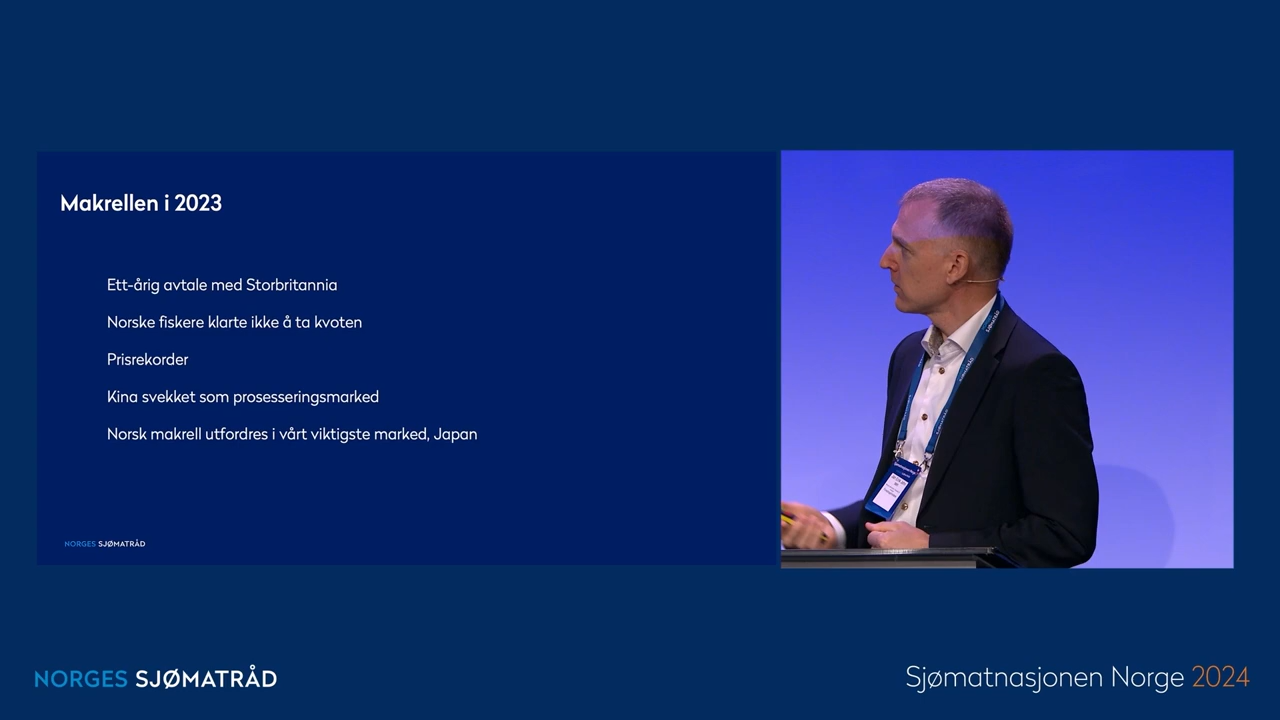 Makrellen i 2023
Ett-årig avtale med Storbritannia
Norske fiskere klarte ikke å ta kvoten
Prisrekorder
Kina svekket som prosesseringsmarked
Norsk makrell utfordres i vårt viktigste marked, Japan
NORGES SJØMATRÅD
NORGES SJØMATRÅD
Sjømatnasjonen Norge 2024